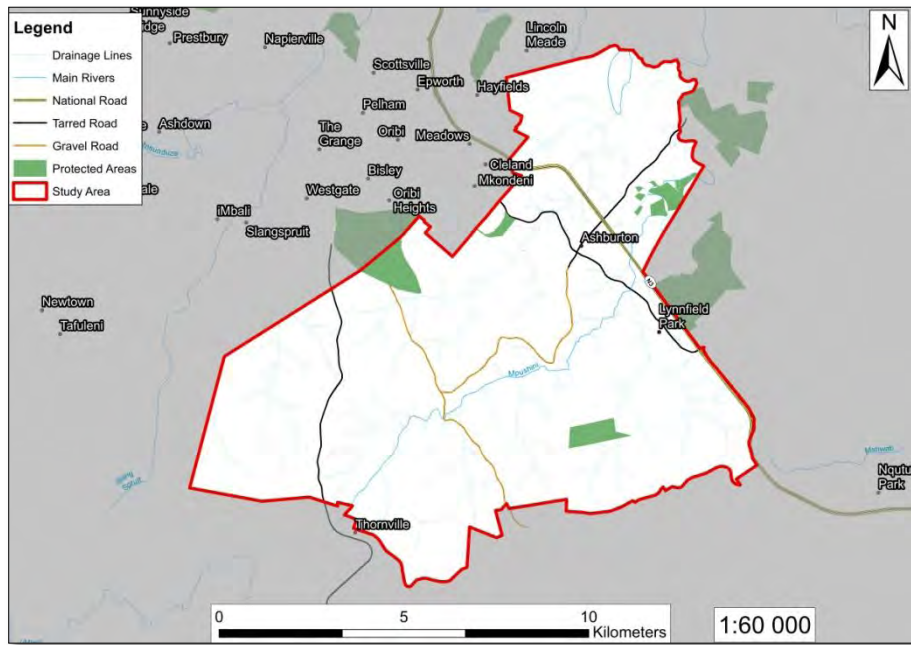 Legend
Drainage Lines
Main Rivers
National Road
Tarred Road
Gravel Road
Protected Areas
Study Area
Sunnyside
Prestbury
Napierville
Lincoln
Meade
N
Scottsville
Epworth
Hayfields
Pelham
Ashdown
The
Grange
Oribi
Meadows
Cleland
Bisley
Mkondeni
Westgate
Oribi
Heights
iMbali
Slangspruit
Ashburton
N3
Newtown
Tafuleni
Lynnfield
Park
Nqutu
Park
Thornville
0
5
10
Kilometers
1:60 000